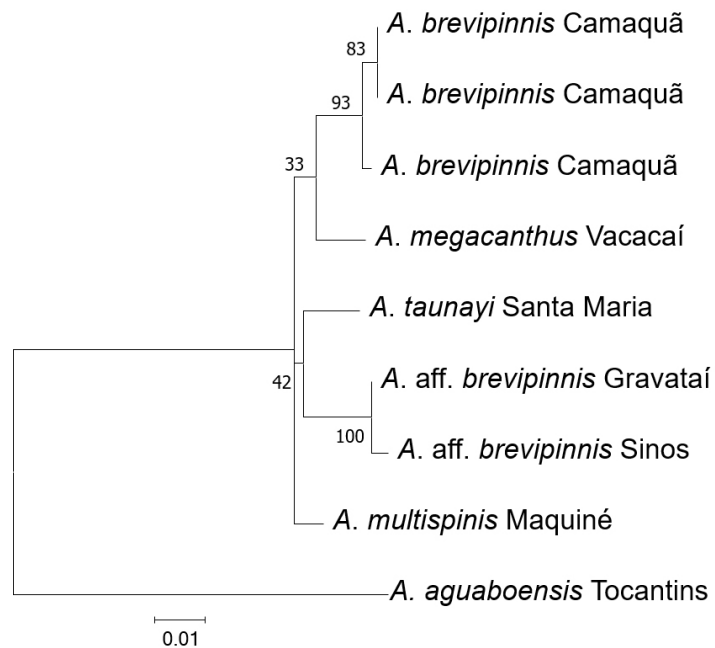 A. brevipinnis Camaquã
83
A. brevipinnis Camaquã
93
A. brevipinnis Camaquã
33
A. megacanthus Vacacaí
A. taunayi Santa Maria
A. aff. brevipinnis Gravataí
42
100
A. aff. brevipinnis Sinos
A. multispinis Maquiné
A. aguaboensis Tocantins
0.01